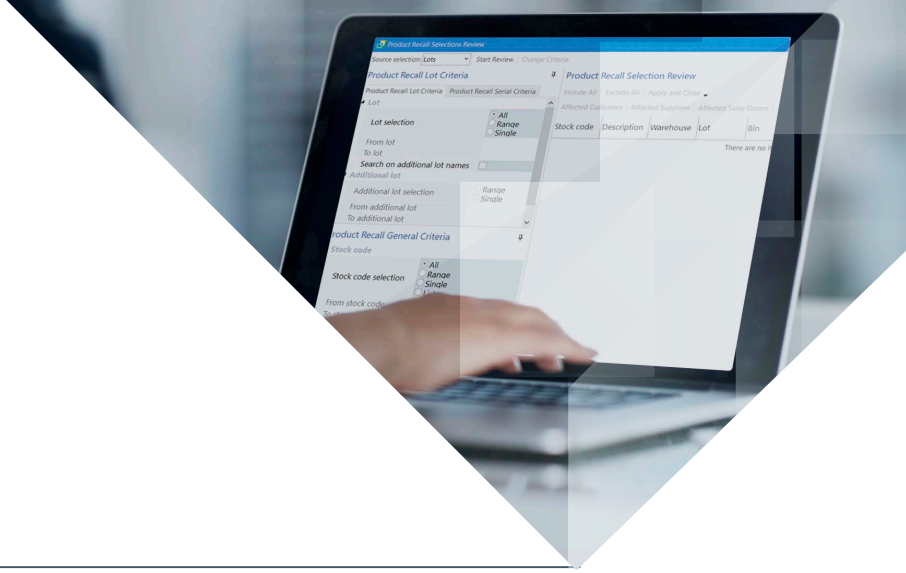 Product Recall Selections Review
Source selection: Lots Start Review Change Criteria
Product Recall Lot Criteria
Product Recall Lot Criteria Product Recall Serial Criteria
Lot
Lot selection
All
Range
Single
From lot
To lot
Search on additional lot names
Additional lot
Additional lot selection
Range
Single
From additional lot
To additional lot
roduct Recall General Criteria
Stock code
Stock code selection
All
Range
Single
From stock code
Product Recall Selection Review
Include All Exclude All Apply and Close
Affected Customers Affected Suppliers Affected Sales Orders
Stock code Description Warehouse Lot Bin
There are no